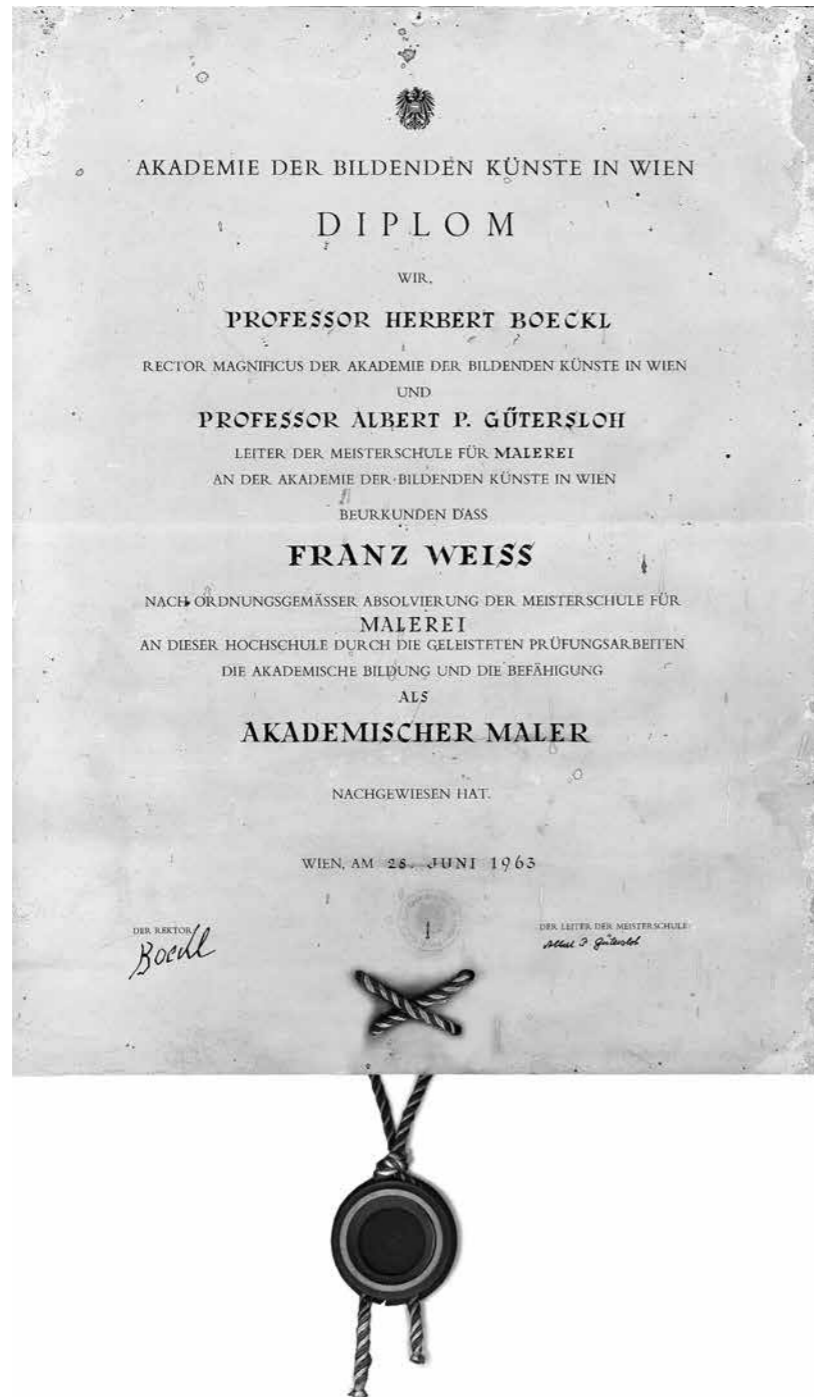 AKADEMIE DER BILDENDEN KÜNSTE IN WIEN
DIPLOM
WIR,
PROFESSOR HERBERT BOECKL
RECTOR MAGNIFICUS DER AKADEMIE DER BILDENDEN KÜNSTE IN WIEN
UND
PROFESSOR ALBERT P. GÜTERSLOH
LEITER DER MEISTERSCHULE FÜR MALEREI
AN DER AKADEMIE DER BILDENDEN KÜNSTE IN WIEN
BEURKUNDEN DASS
FRANZ WEISS
NACH ORDNUNGSGEMÄSSER ABSOLVIERUNG DER MEISTERSCHULE FÜR
MALEREI
AN DIESER HOCHSCHULE DURCH DIE GELEISTETEN PRÜFUNGSARBEITEN
DIE AKADEMISCHE BILDUNG UND DIE BEFÄHIGUNG
ALS
AKADEMISCHER MALER
NACHGEWIESEN HAT.
WIEN, AM 28. JUNI 1963
DER REKTOR
Boeckl
DER LEITER DER MEISTERSCHULE:
Albert P. Gütersloh